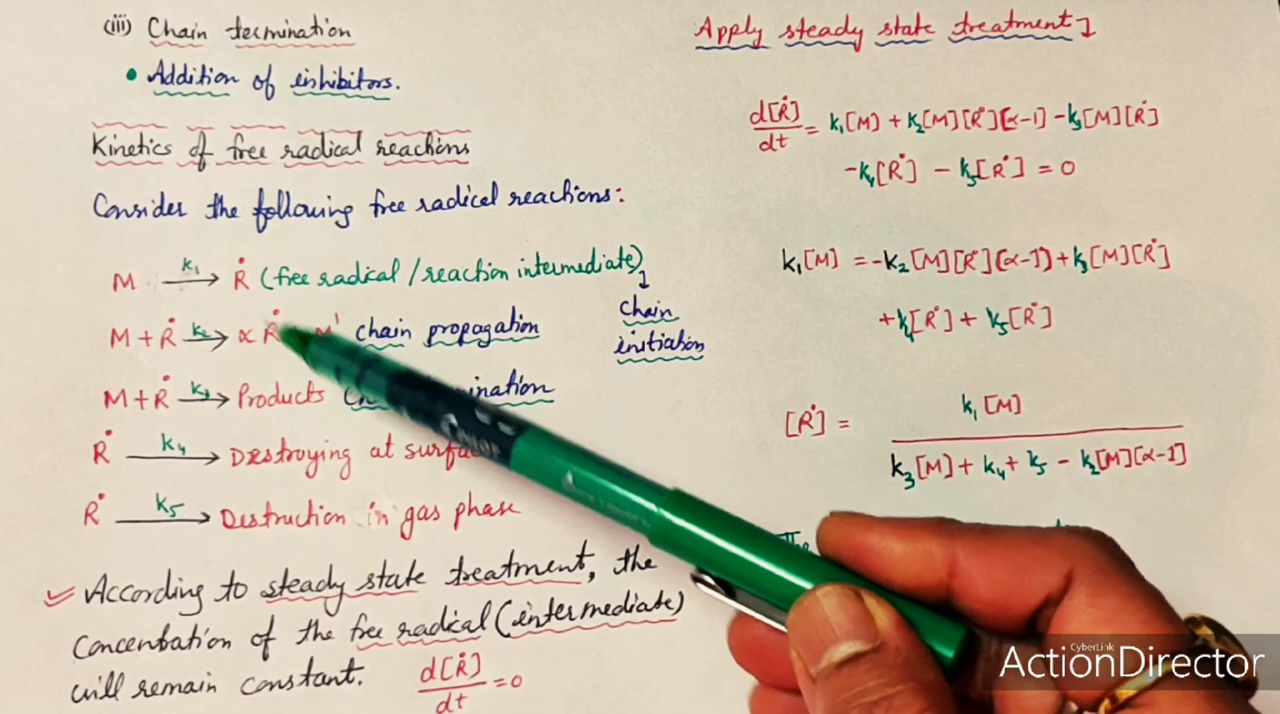 (iii) Chain termination
• Addition of inhibitors.
Kinetics of free radical reactions
Consider the following free radical reactions:
M —k₁→ Ṙ (free radical/reaction intermediate)
↓
Chain
initiation
M + Ṙ —k₂→ ∝ Ṙ M' chain propagation
M + Ṙ —k₃→ Products
R• —k₄→ Destroying at
R• —k₅→ Destruction in gas phase
✓ According to steady state treatment, the
concentration of the free radical (intermediate)
will remain constant. d[Ṙ]/dt = 0
Apply steady state treatment]
d[Ṙ]/dt = k₁[M] + k₂[M][R•](α-1) - k₃[M][Ṙ]
-k₄[R•] - k₅[R•] = 0
k₁[M] = -k₂[M][R•](α-1) + k₃[M][Ṙ]
+k₄[R•] + k₅[R•]
[Ṙ] = k₁[M] / k₃[M] + k₄ + k₅ - k₂[M][α-1]
The
CyberLink
ActionDirector